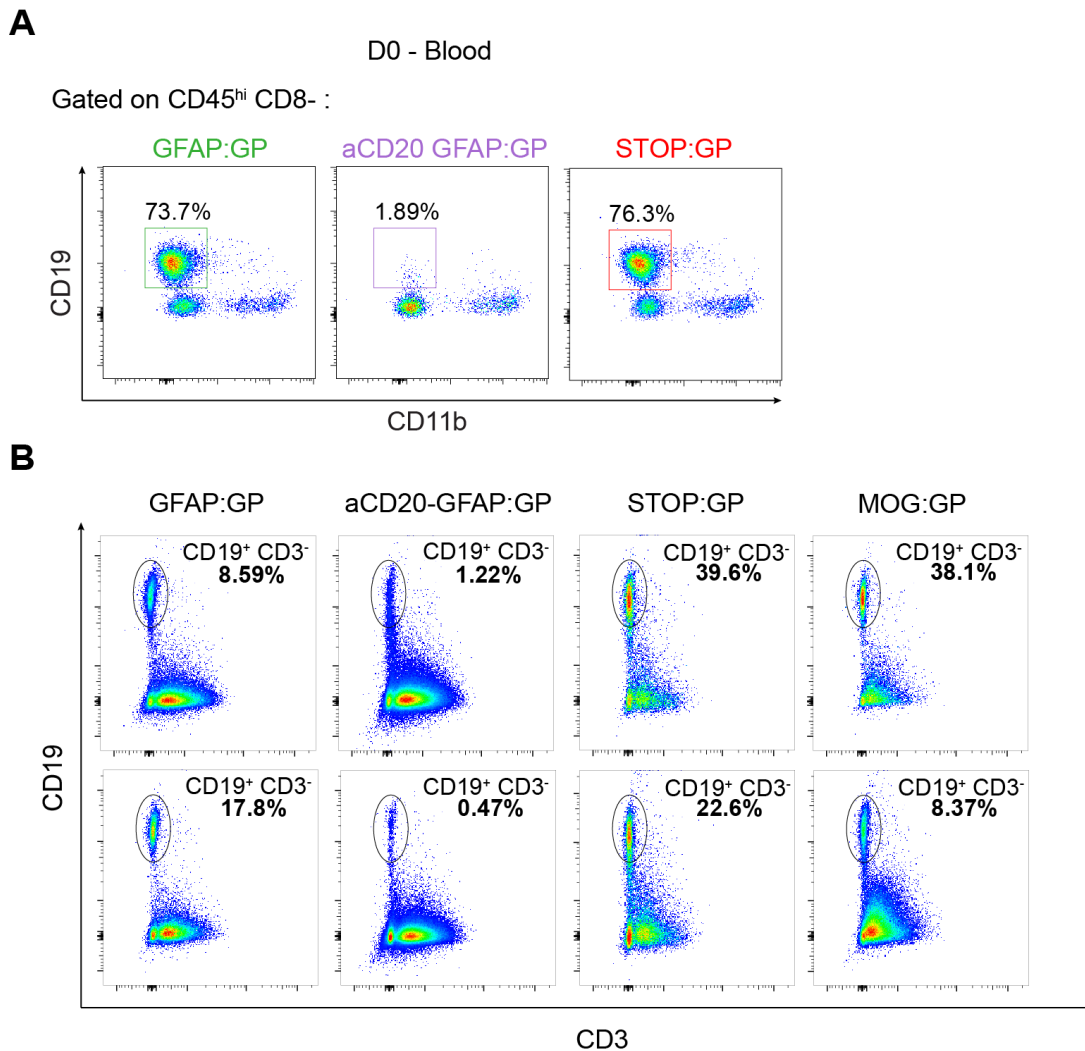 A
D0 - Blood
Gated on CD45hi CD8- :
GFAP:GP aCD20 GFAP:GP STOP:GP
73.7% 1.89% 76.3%
CD19
CD11b
B
GFAP:GP aCD20-GFAP:GP STOP:GP MOG:GP
CD19+ CD3- CD19+ CD3- CD19+ CD3- CD19+ CD3-
8.59% 1.22% 39.6% 38.1%
CD19+ CD3- CD19+ CD3- CD19+ CD3- CD19+ CD3-
17.8% 0.47% 22.6% 8.37%
CD19
CD3